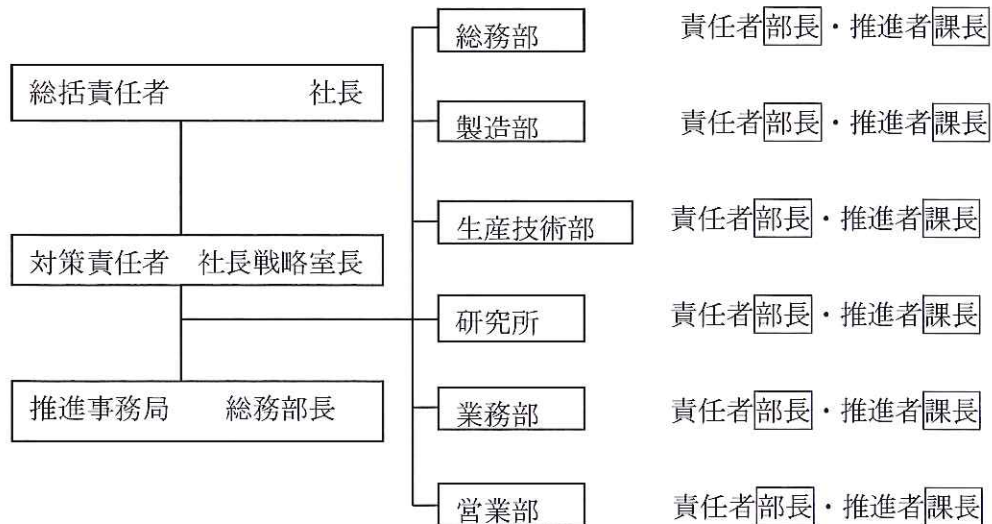 総括責任者 社長
対策責任者 社長戦略室長
推進事務局 総務部長
総務部 責任者部長・推進者課長
製造部 責任者部長・推進者課長
生産技術部 責任者部長・推進者課長
研究所 責任者部長・推進者課長
業務部 責任者部長・推進者課長
営業部 責任者部長・推進者課長